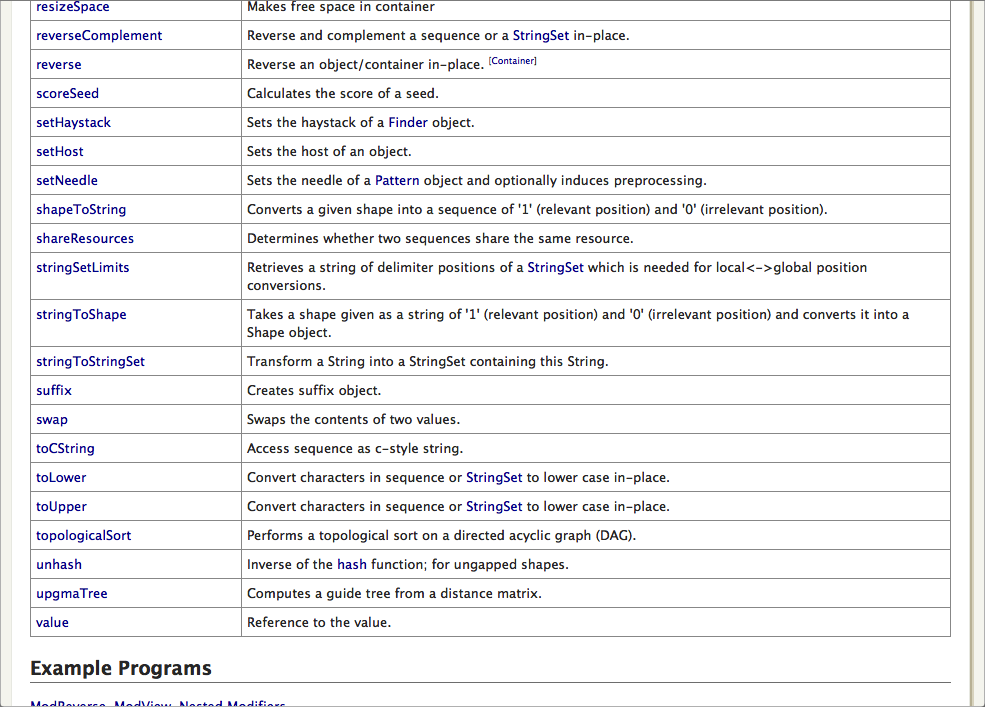 resizeSpace Makes free space in container
reverseComplement Reverse and complement a sequence or a StringSet in-place.
reverse Reverse an object/container in-place. [Container]
scoreSeed Calculates the score of a seed.
setHaystack Sets the haystack of a Finder object.
setHost Sets the host of an object.
setNeedle Sets the needle of a Pattern object and optionally induces preprocessing.
shapeToString Converts a given shape into a sequence of '1' (relevant position) and '0' (irrelevant position).
shareResources Determines whether two sequences share the same resource.
stringSetLimits Retrieves a string of delimiter positions of a StringSet which is needed for local<->global position
conversions.
stringToShape Takes a shape given as a string of '1' (relevant position) and '0' (irrelevant position) and converts it into a
Shape object.
stringToStringSet Transform a String into a StringSet containing this String.
suffix Creates suffix object.
swap Swaps the contents of two values.
toCString Access sequence as c-style string.
toLower Convert characters in sequence or StringSet to lower case in-place.
toUpper Convert characters in sequence or StringSet to lower case in-place.
topologicalSort Performs a topological sort on a directed acyclic graph (DAG).
unhash Inverse of the hash function; for ungapped shapes.
upgmaTree Computes a guide tree from a distance matrix.
value Reference to the value.
Example Programs
ModReverse, ModView, Nested Modifiers